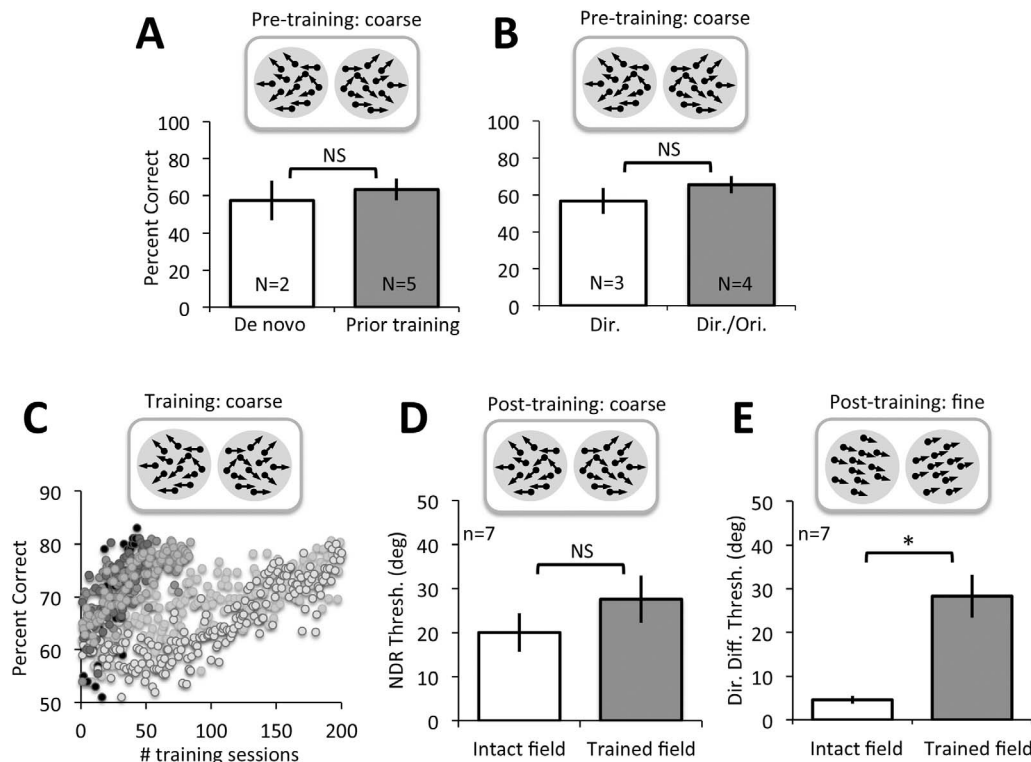 A
Pre-training: coarse
Percent Correct
100
80
60
40
20
0
NS
N=2
N=5
De novo
Prior training
B
Pre-training: coarse
100
80
60
40
20
0
NS
N=3
N=4
Dir.
Dir./Ori.
C
Training: coarse
Percent Correct
90
80
70
60
50
0
50
100
150
200
# training sessions
D
Post-training: coarse
NDR Thresh. (deg)
50
40
30
20
10
0
n=7
NS
Intact field
Trained field
E
Post-training: fine
Dir. Diff. Thresh. (deg)
50
40
30
20
10
0
n=7
*
Intact field
Trained field